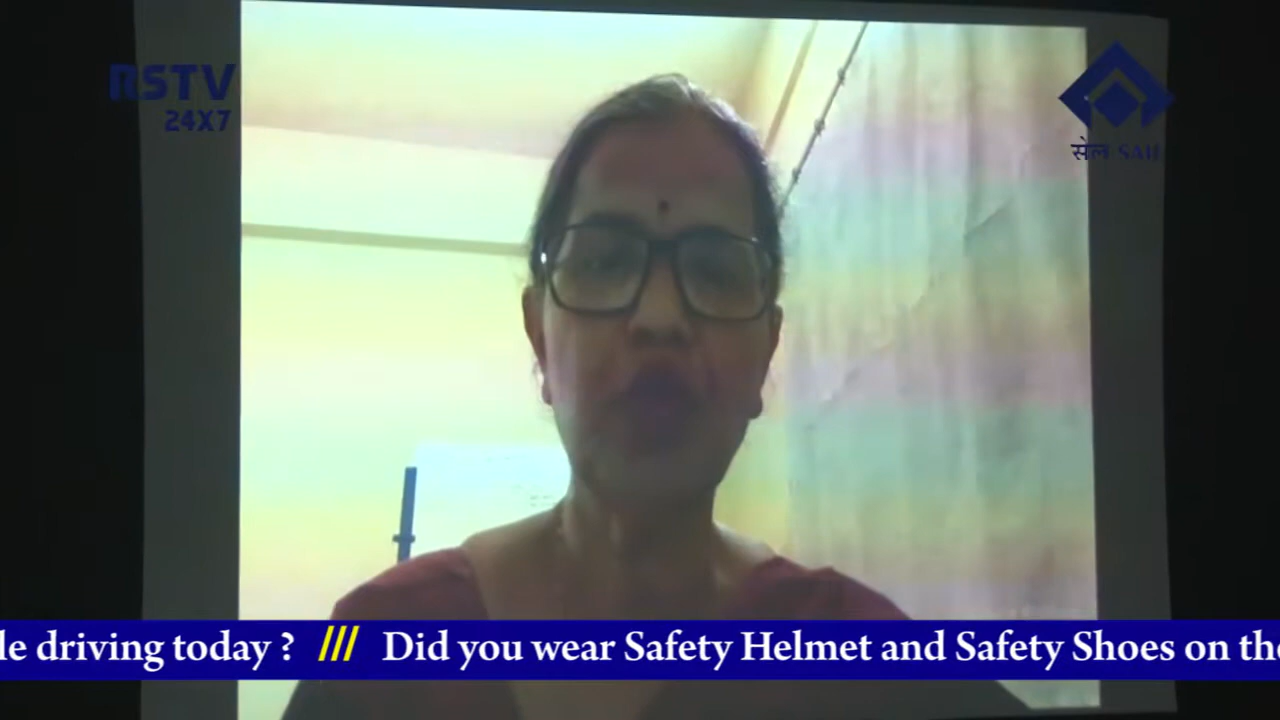 RSTV
24X7
सेल SAIL
le driving today ? /// Did you wear Safety Helmet and Safety Shoes on the